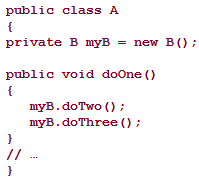 public class A
{
private B myB = new B();
public void doOne()
{
myB.doTwo();
myB.doThree();
}
// …
}